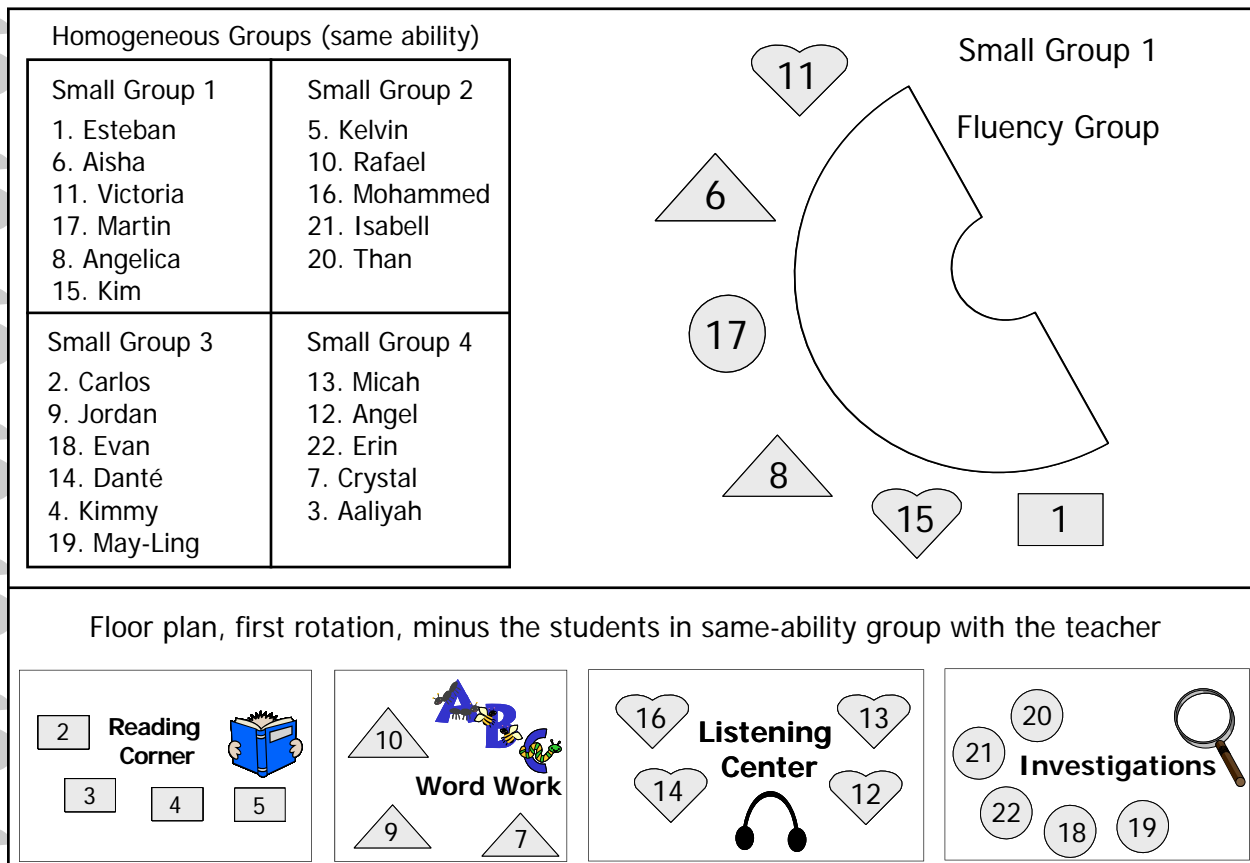 Homogeneous Groups (same ability)
Small Group 1
1. Esteban
6. Aisha
11. Victoria
17. Martin
8. Angelica
15. Kim
Small Group 2
5. Kelvin
10. Rafael
16. Mohammed
21. Isabell
20. Than
Small Group 3
2. Carlos
9. Jordan
18. Evan
14. Danté
4. Kimmy
19. May-Ling
Small Group 4
13. Micah
12. Angel
22. Erin
7. Crystal
3. Aaliyah
Small Group 1
Fluency Group
11
6
17
8
15
1
Floor plan, first rotation, minus the students in same-ability group with the teacher
2
Reading
Corner
3
4
5
ABC
10
Word Work
9
7
16
13
Listening
Center
14
12
20
21
Investigations
22
18
19